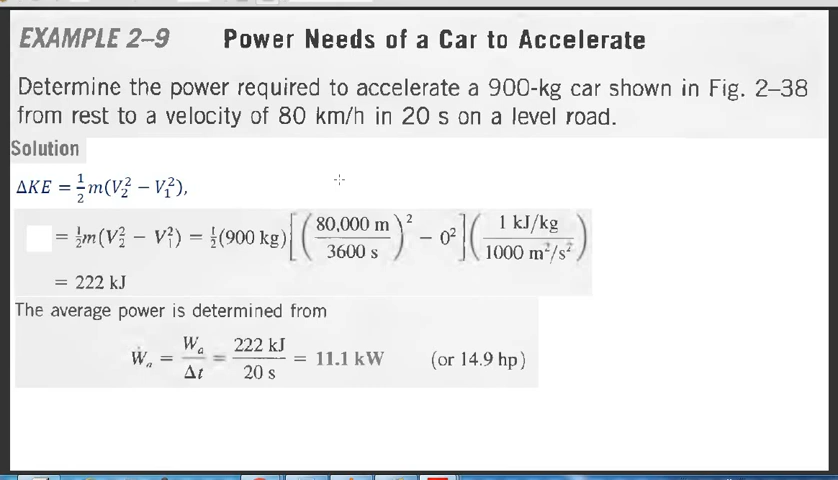 EXAMPLE 2–9 Power Needs of a Car to Accelerate
Determine the power required to accelerate a 900-kg car shown in Fig. 2–38
from rest to a velocity of 80 km/h in 20 s on a level road.
Solution
ΔKE = ½m(V₂² − V₁²),
= ½m(V₂² − V₁²) = ½(900 kg)[(80,000 m / 3600 s)² − 0²](1 kJ/kg / 1000 m²/s²)
= 222 kJ
The average power is determined from
Ẇₐ = Wₐ / Δt = 222 kJ / 20 s = 11.1 kW (or 14.9 hp)